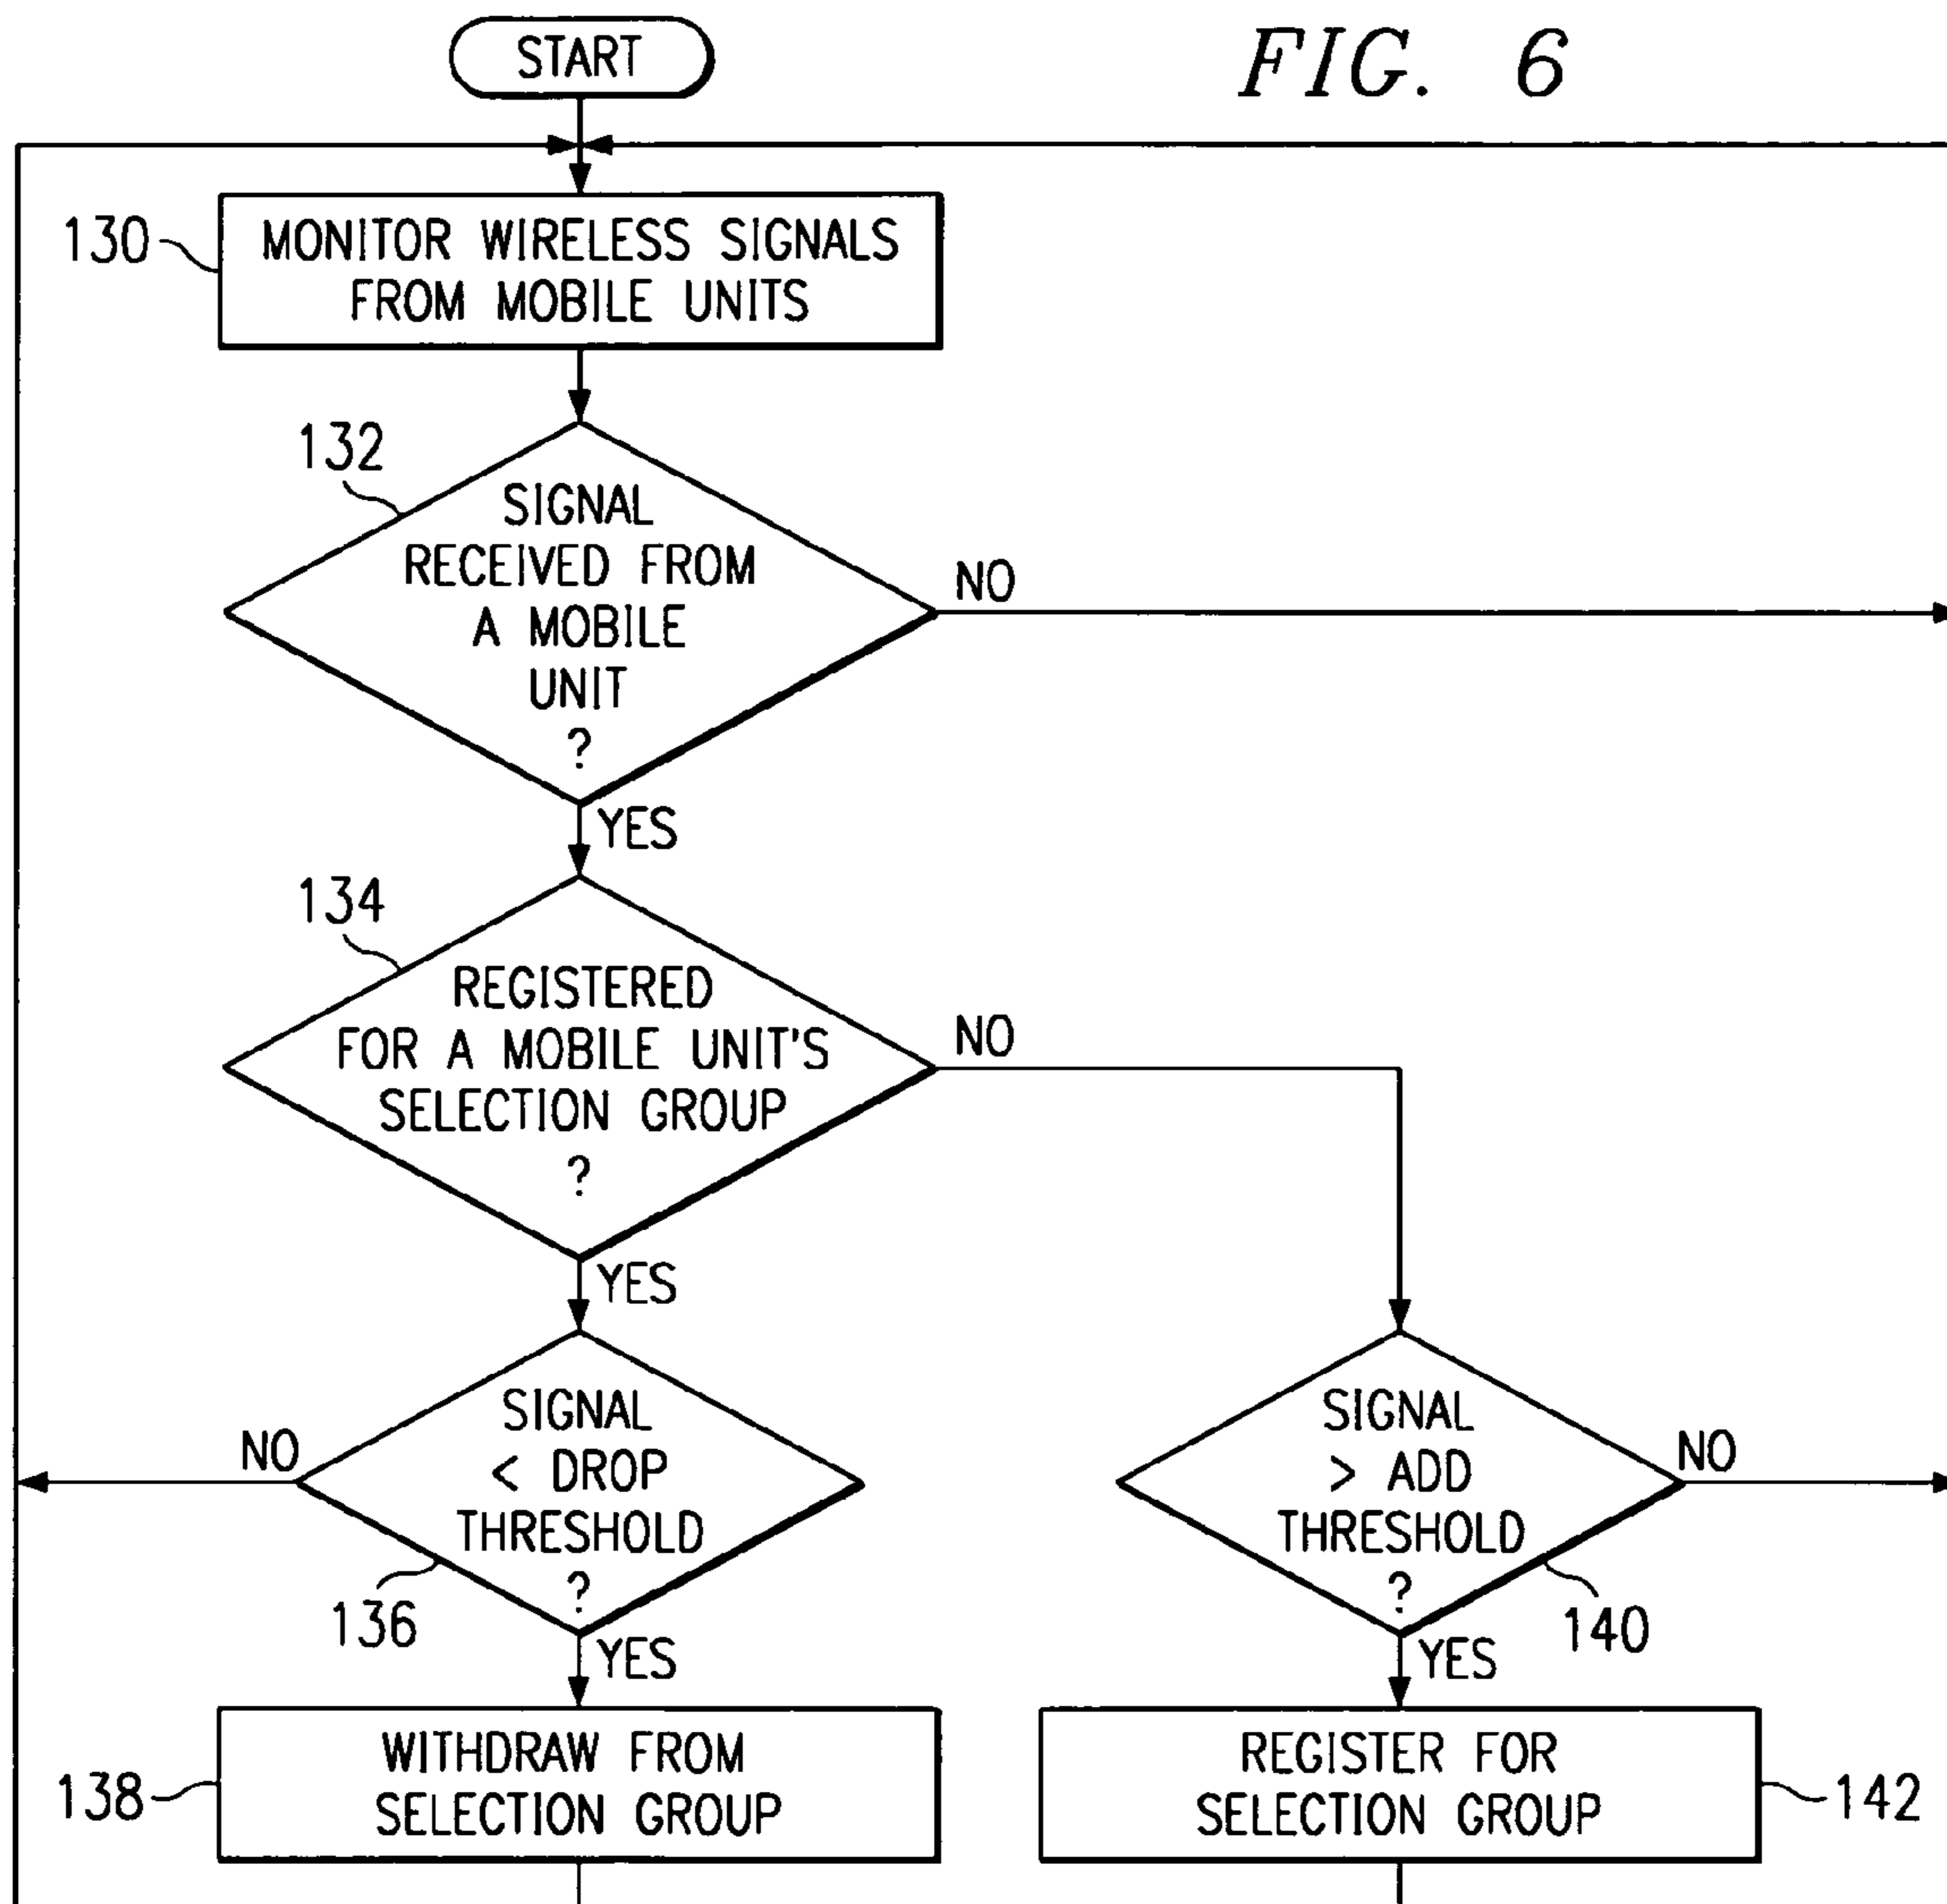 START
FIG. 6
130
MONITOR WIRELESS SIGNALS
FROM MOBILE UNITS
132
SIGNAL
RECEIVED FROM
A MOBILE
UNIT
?
NO
YES
134
REGISTERED
FOR A MOBILE UNIT'S
SELECTION GROUP
?
NO
YES
SIGNAL
< DROP
THRESHOLD
?
NO
136
YES
SIGNAL
> ADD
THRESHOLD
?
NO
140
YES
138
WITHDRAW FROM
SELECTION GROUP
REGISTER FOR
SELECTION GROUP
142